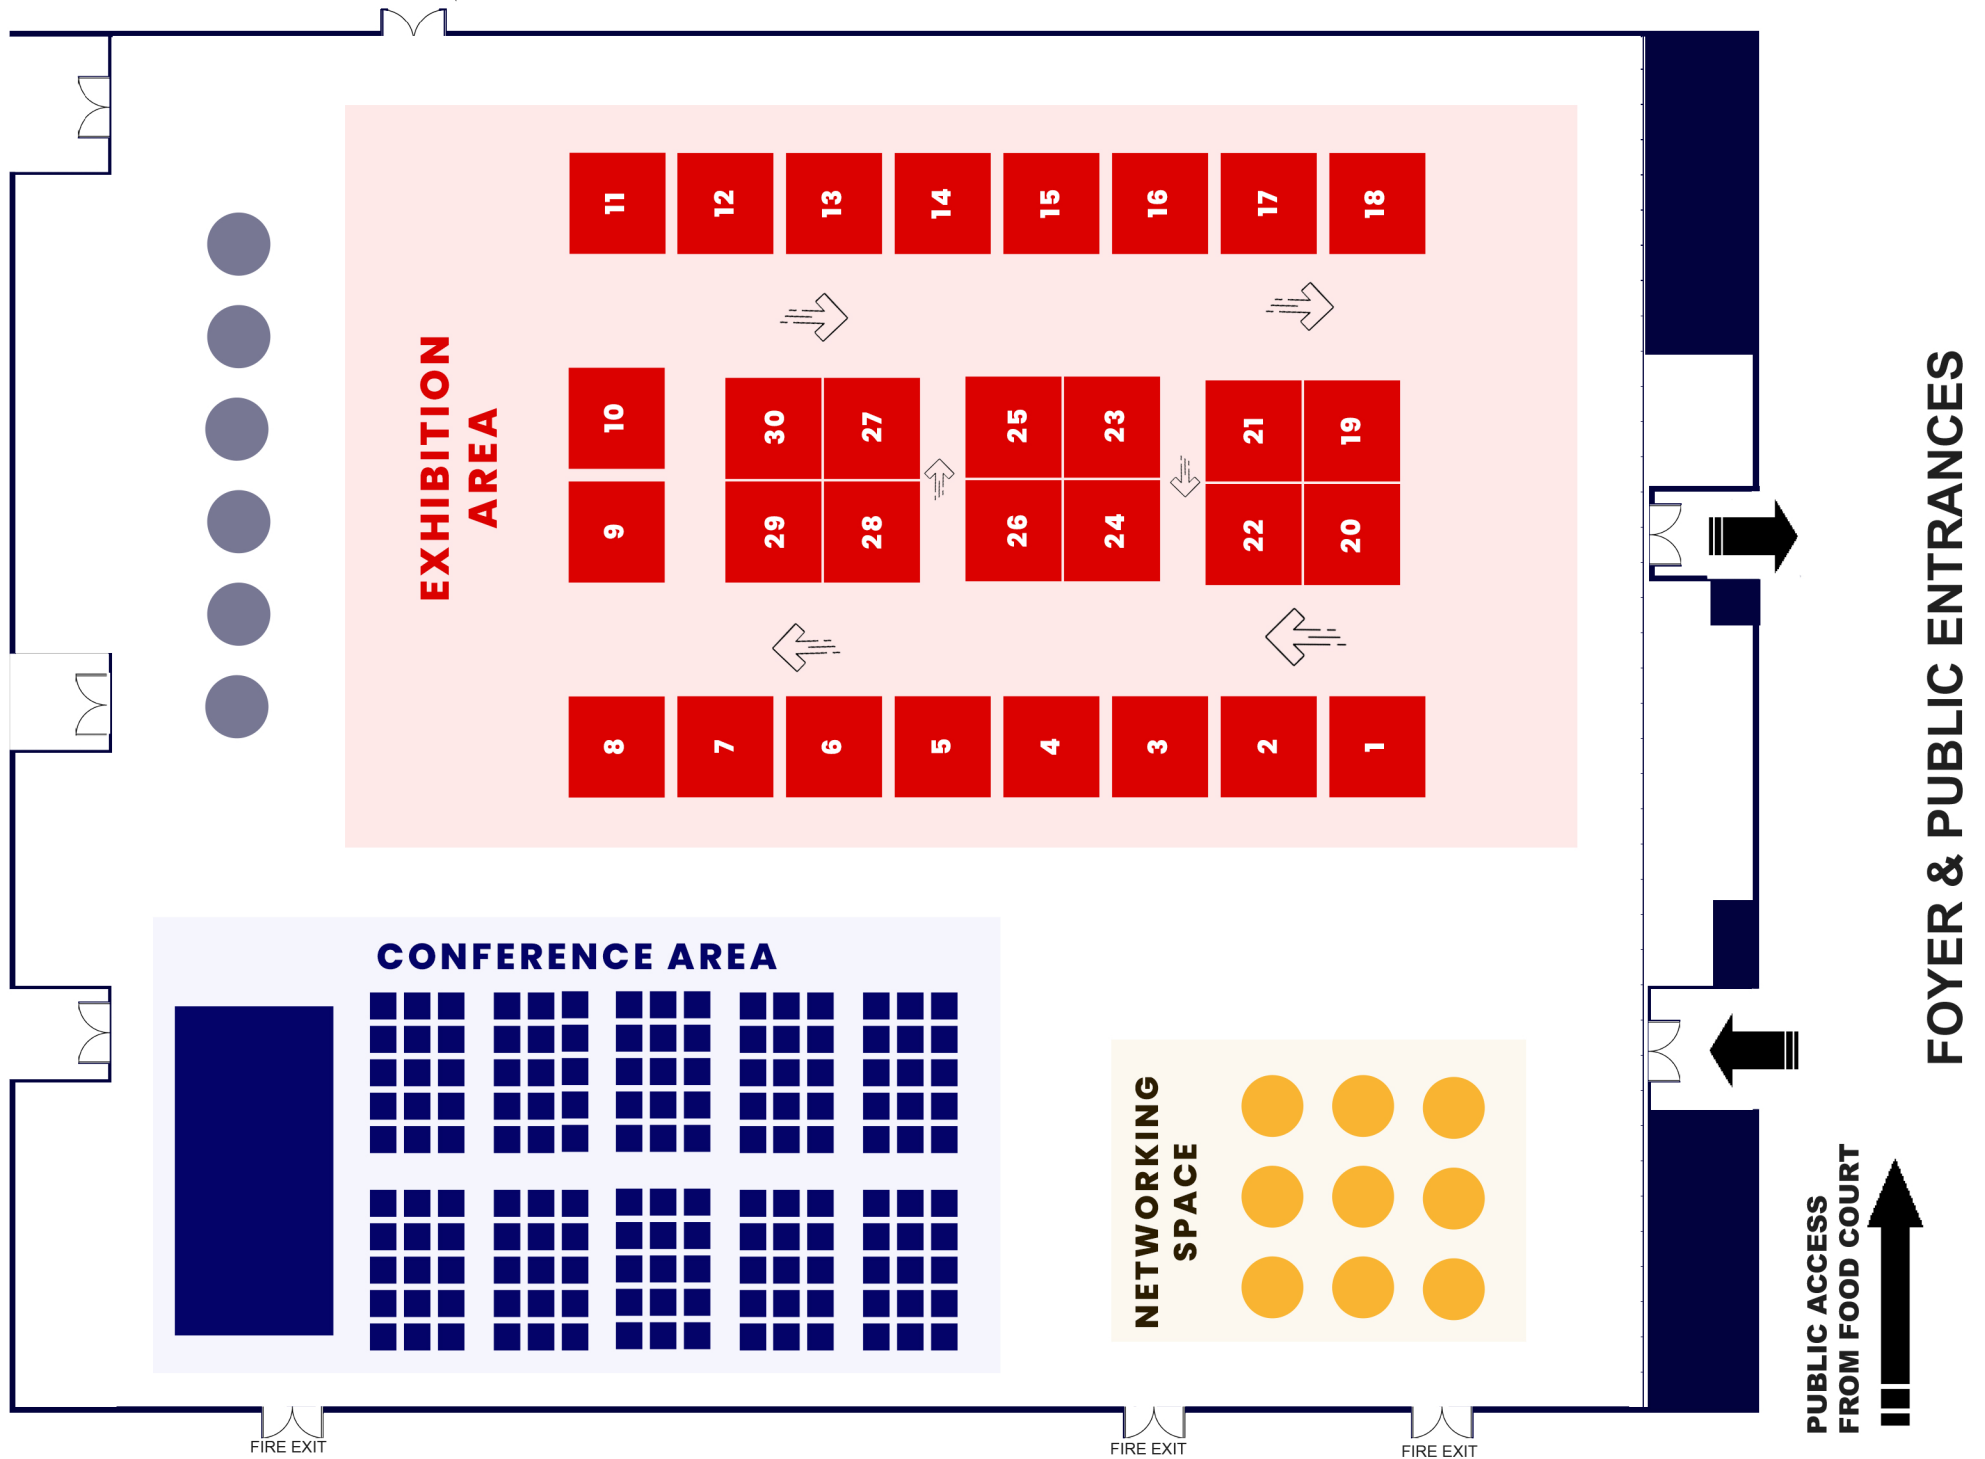 11
12
13
14
15
16
17
18
EXHIBITION
AREA
10
30
27
25
23
21
19
9
29
28
26
24
22
20
8
7
6
5
4
3
2
1
FOYER & PUBLIC ENTRANCES
CONFERENCE AREA
NETWORKING
SPACE
PUBLIC ACCESS
FROM FOOD COURT
FIRE EXIT
FIRE EXIT
FIRE EXIT